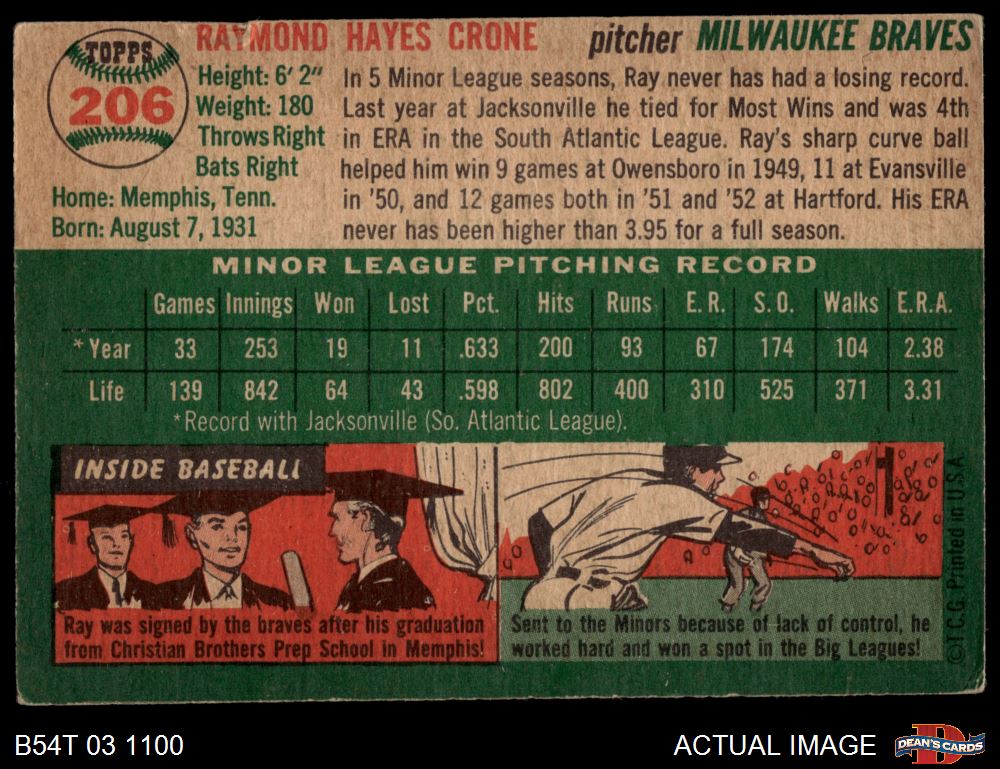 TOPPS
206
RAYMOND HAYES CRONE
pitcher MILWAUKEE BRAVES
Height: 6' 2"
Weight: 180
Throws Right
Bats Right
Home: Memphis, Tenn.
Born: August 7, 1931
In 5 Minor League seasons, Ray never has had a losing record.
Last year at Jacksonville he tied for Most Wins and was 4th
in ERA in the South Atlantic League. Ray's sharp curve ball
helped him win 9 games at Owensboro in 1949, 11 at Evansville
in '50, and 12 games both in '51 and '52 at Hartford. His ERA
never has been higher than 3.95 for a full season.
MINOR LEAGUE PITCHING RECORD
Games Innings Won Lost Pct. Hits Runs E. R. S. O. Walks E.R.A.
*Year 33 253 19 11 .633 200 93 67 174 104 2.38
Life 139 842 64 43 .598 802 400 310 525 371 3.31
*Record with Jacksonville (So. Atlantic League).
INSIDE BASEBALL
Ray was signed by the braves after his graduation
from Christian Brothers Prep School in Memphis!
Sent to the Minors because of lack of control, he
worked hard and won a spot in the Big Leagues!
©T.C.G. Printed in U.S.A.
B54T 03 1100
ACTUAL IMAGE
D
DEAN'S CARDS